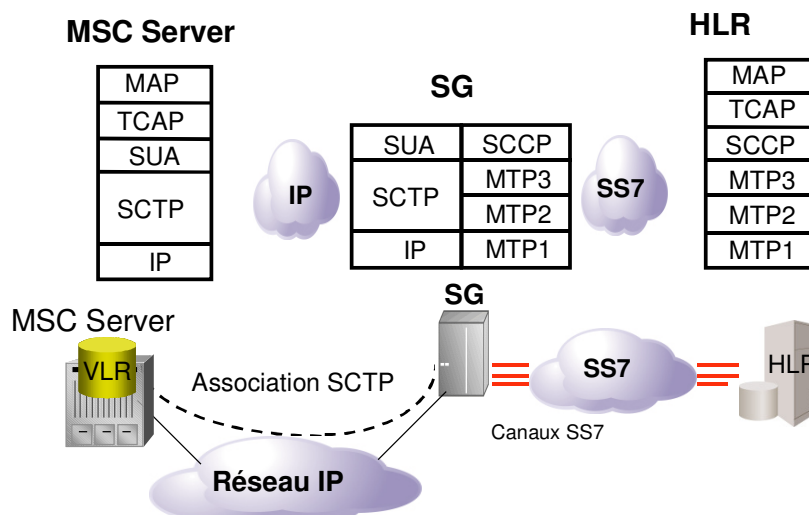 MSC Server
HLR
SG
MAP
TCAP
SUA
SCTP
IP
IP
SUA
SCTP
IP
SCCP
MTP3
MTP2
MTP1
SS7
MAP
TCAP
SCCP
MTP3
MTP2
MTP1
SG
MSC Server
VLR
Association SCTP
SS7
HLR
Canaux SS7
Réseau IP